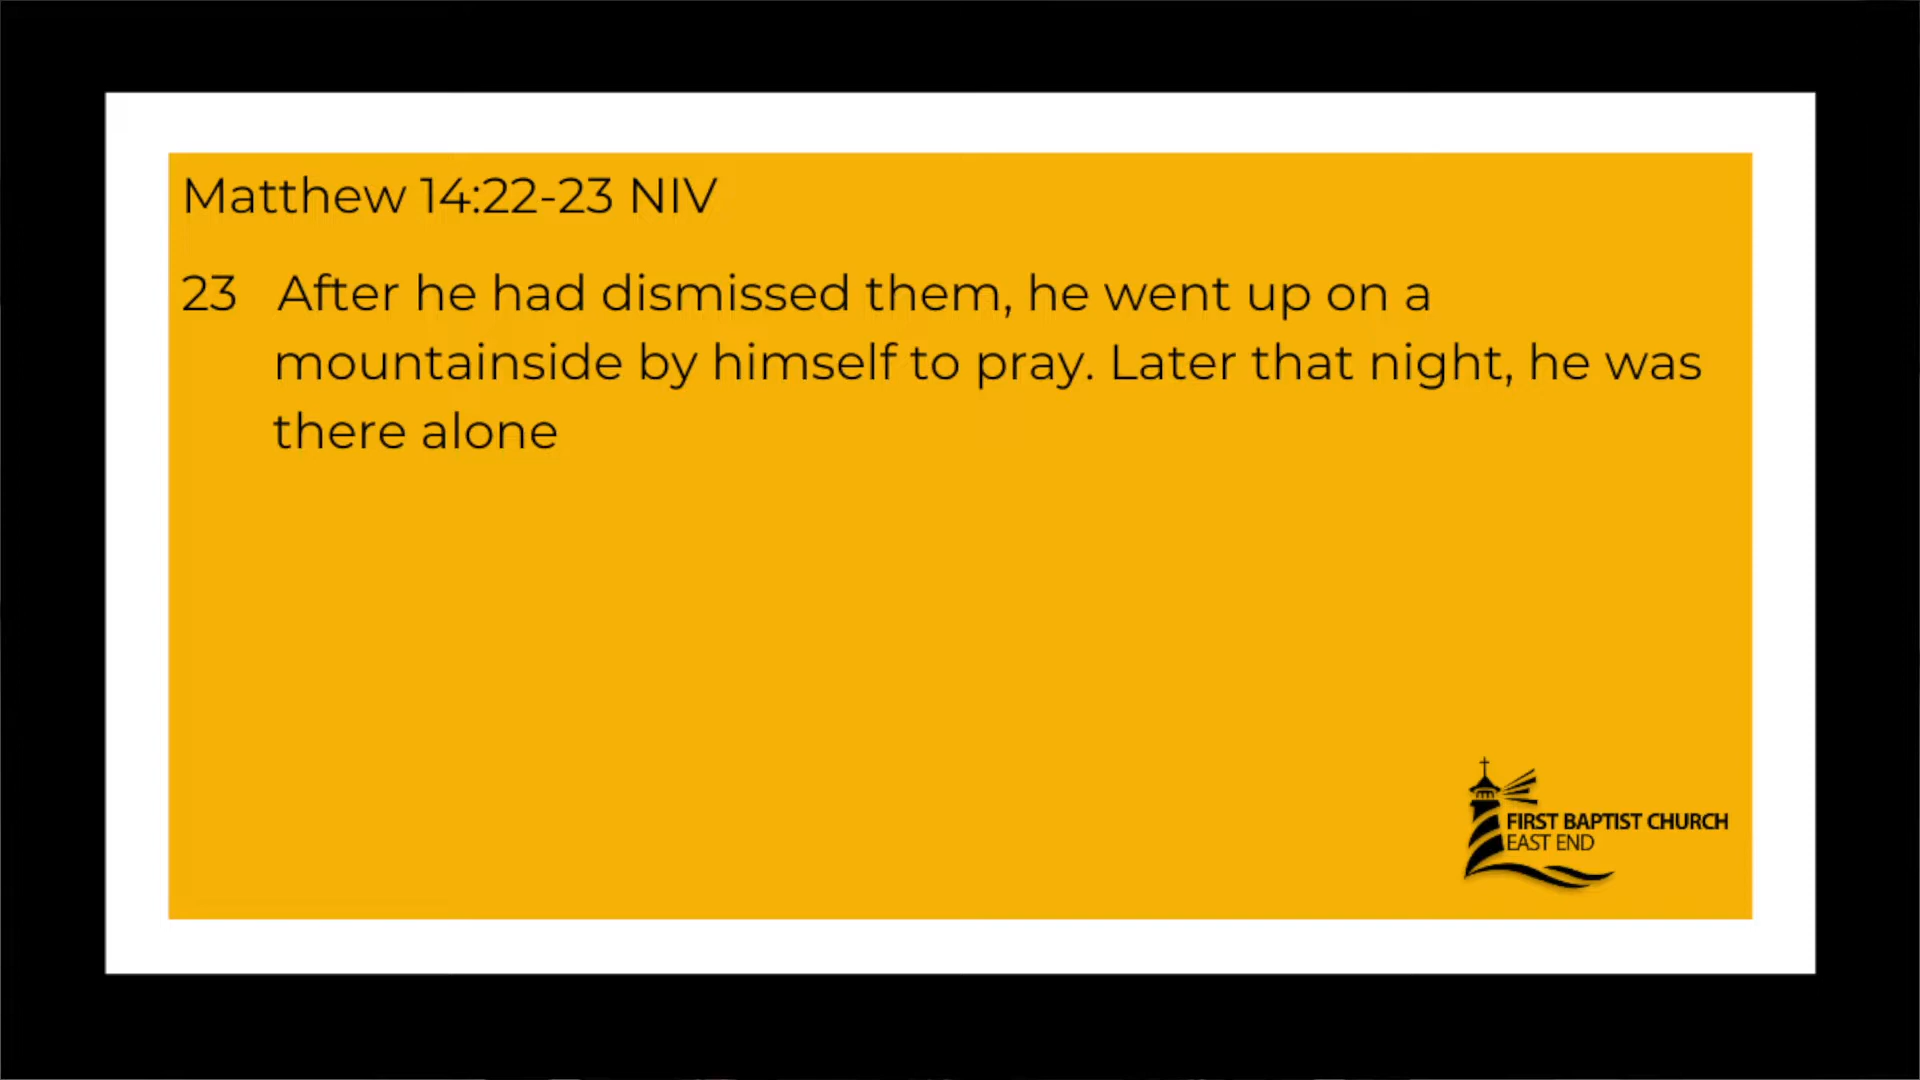 Matthew 14:22-23 NIV
23 After he had dismissed them, he went up on a
mountainside by himself to pray. Later that night, he was
there alone
FIRST BAPTIST CHURCH
EAST END